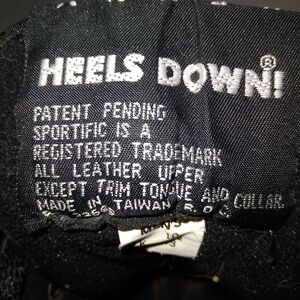 HEELS DOWN!®
PATENT PENDING
SPORTIFIC IS A
REGISTERED TRADEMARK
ALL LEATHER UPPER
EXCEPT TRIM TONGUE AND COLLAR.
MADE IN TAIWAN R.O.C.
MEN'S